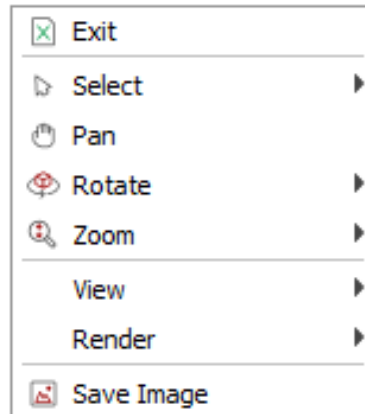 Exit
Select
Pan
Rotate
Zoom
View
Render
Save Image